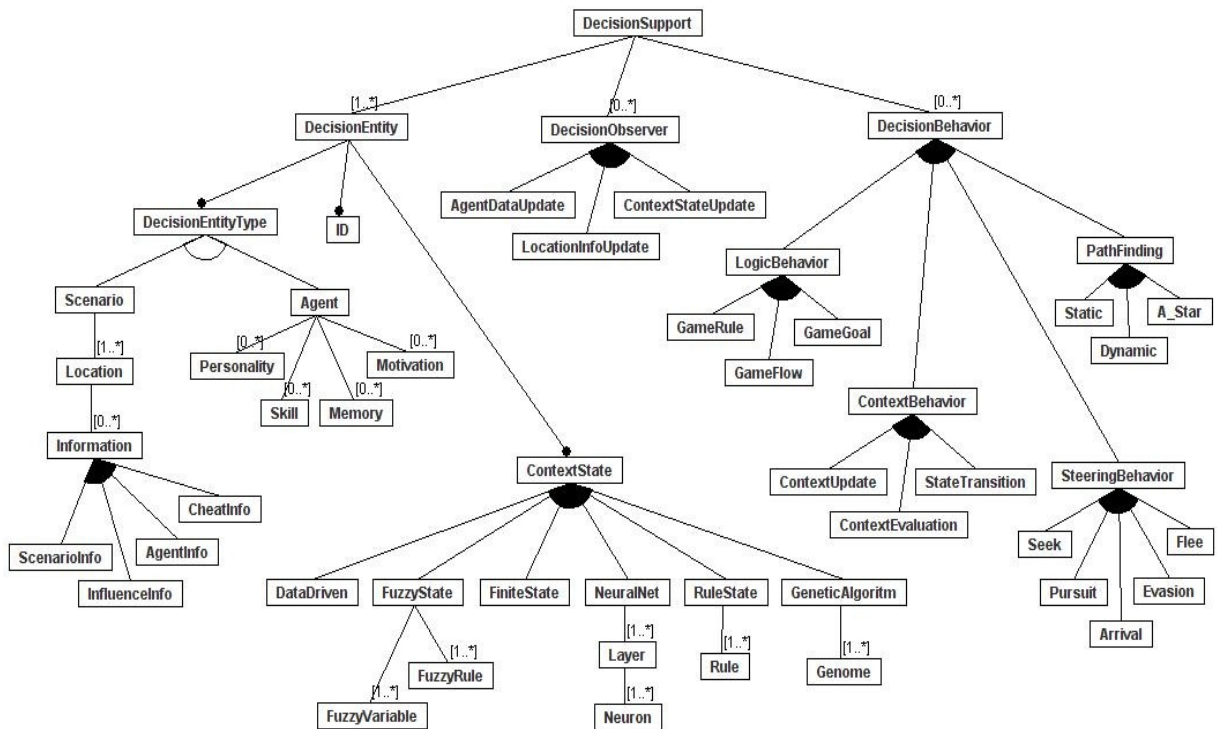 DecisionSupport
[1..*]
DecisionEntity
[0..*]
DecisionObserver
[0..*]
DecisionBehavior
AgentDataUpdate
ContextStateUpdate
LocationInfoUpdate
DecisionEntityType
ID
LogicBehavior
PathFinding
Scenario
Agent
Static
A_Star
GameRule
GameGoal
Dynamic
GameFlow
[1..*]
Location
[0..*]
Personality
[0..*]
Motivation
[0..*]
Skill
[0..*]
Memory
ContextBehavior
[0..*]
Information
ContextState
ContextUpdate
StateTransition
ContextEvaluation
SteeringBehavior
CheatInfo
ScenarioInfo
AgentInfo
InfluenceInfo
Seek
Flee
Pursuit
Evasion
Arrival
DataDriven
FuzzyState
FiniteState
NeuralNet
RuleState
GeneticAlgoritm
[1..*]
FuzzyRule
[1..*]
FuzzyVariable
[1..*]
Layer
[1..*]
Neuron
[1..*]
Rule
[1..*]
Genome